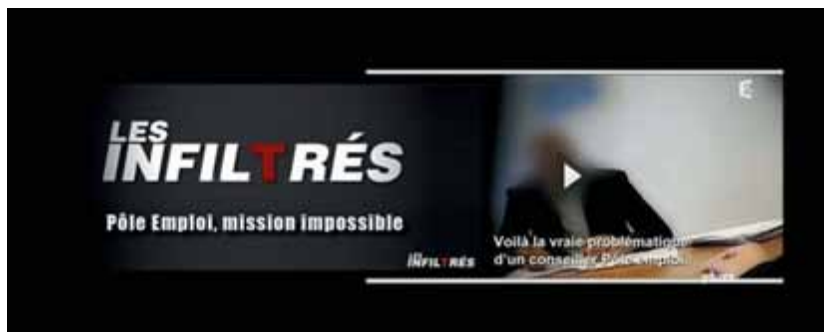 LES
INFILTRÉS
Pôle Emploi, mission impossible
LES
INFILTRÉS
Voilà la vraie problématique
d'un conseiller Pôle emploi.